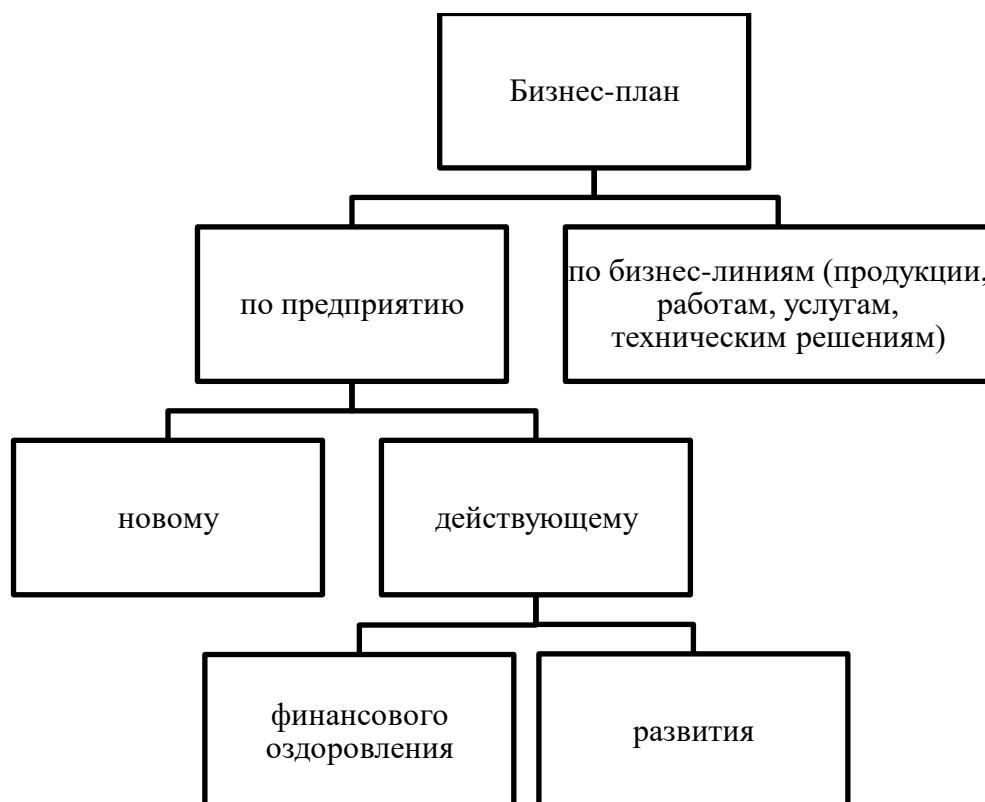 Бизнес-план
по предприятию
по бизнес-линиям (продукции,
работам, услугам,
техническим решениям)
новому
действующему
финансового
оздоровления
развития